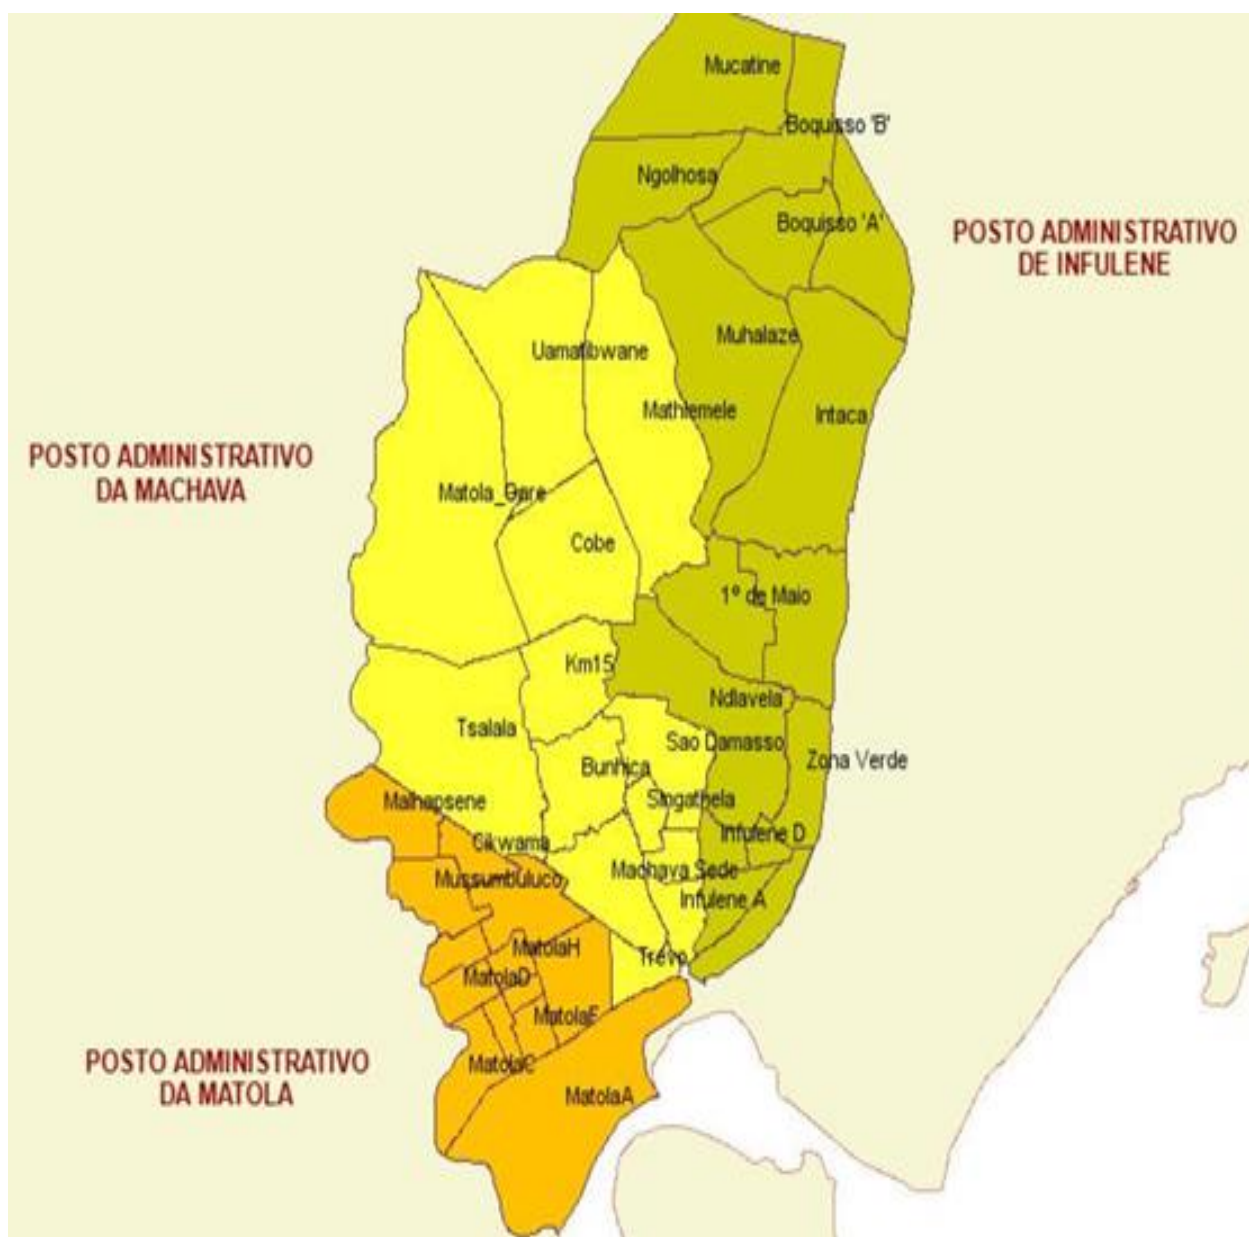 Mucatine
Boquisso 'B'
Ngolhosa
Boquisso 'A'
POSTO ADMINISTRATIVO
DE INFULENE
Muhalaze
Uamatibwane
Mathlemele
Intaca
POSTO ADMINISTRATIVO
DA MACHAVA
Matola_Gare
Cobe
1º de Maio
Km15
Ndlavela
Tsalala
Sao Damasso
Zona Verde
Bunhica
Singathela
Malhapsene
Infulene D
Cikwama
Machava Sede
Mussumbuluco
Infulene A
MatolaH
Trevo
MatolaD
MatolaF
POSTO ADMINISTRATIVO
DA MATOLA
MatolaC
MatolaA